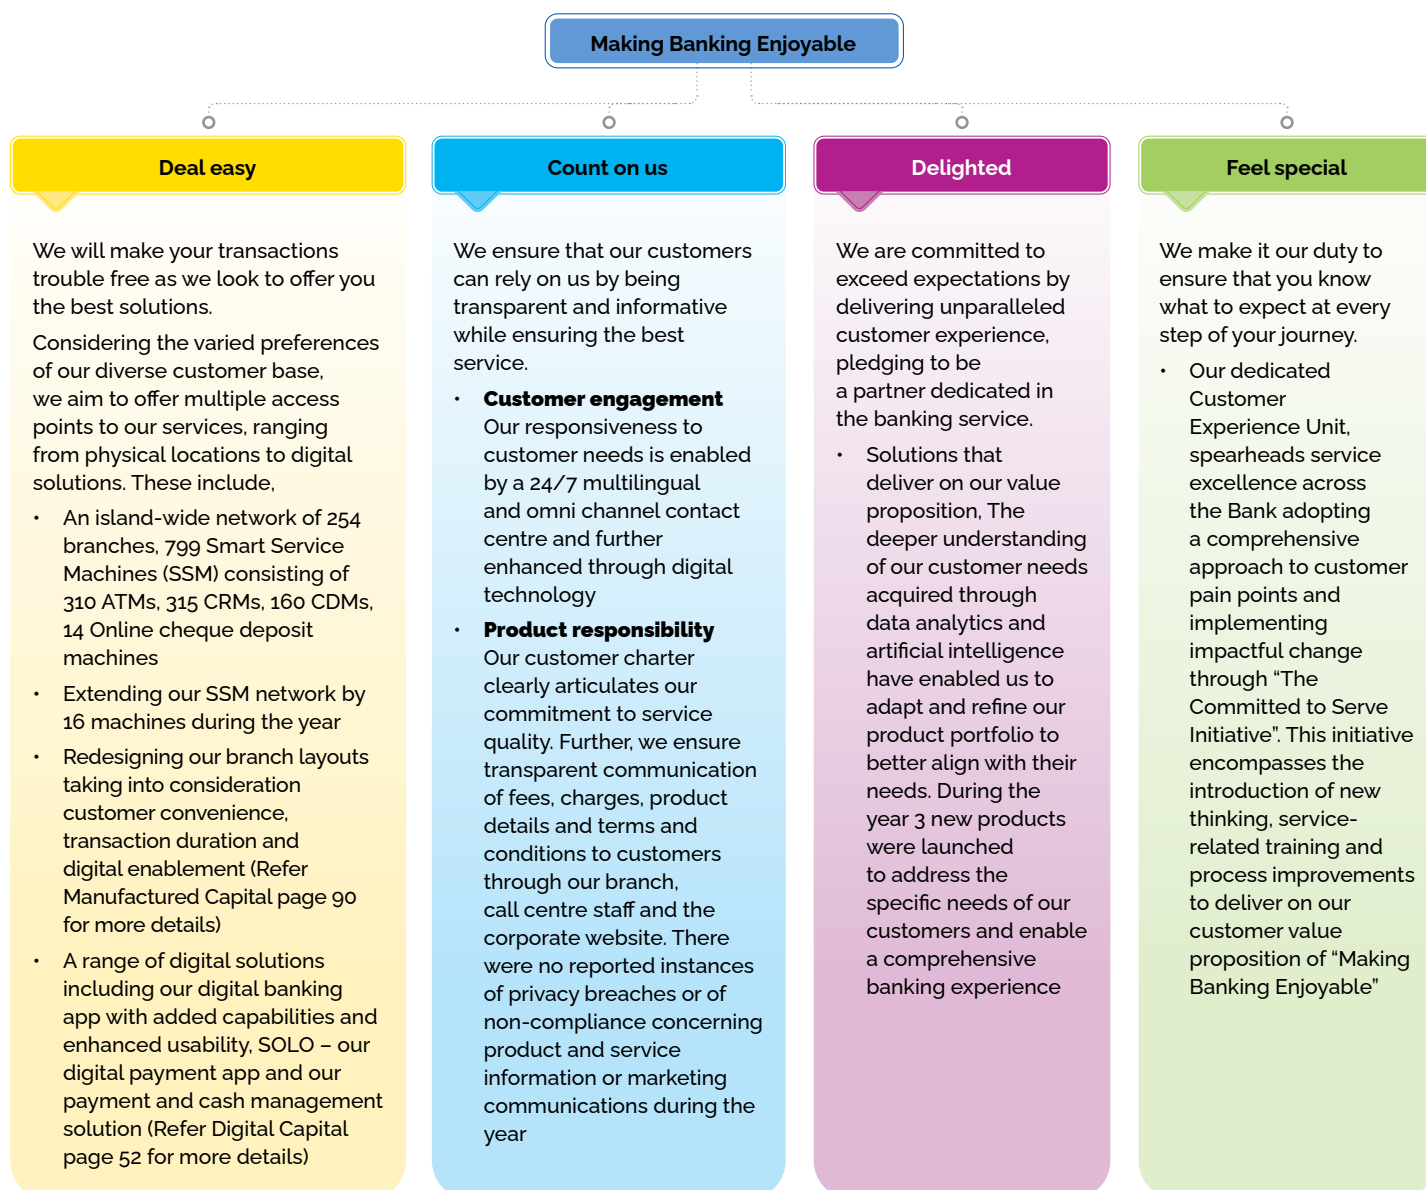 Making Banking Enjoyable
Deal easy
We will make your transactions
trouble free as we look to offer you
the best solutions.
Considering the varied preferences
of our diverse customer base,
we aim to offer multiple access
points to our services, ranging
from physical locations to digital
solutions. These include,
• An island-wide network of 254
branches, 799 Smart Service
Machines (SSM) consisting of
310 ATMs, 315 CRMs, 160 CDMs,
14 Online cheque deposit
machines
• Extending our SSM network by
16 machines during the year
• Redesigning our branch layouts
taking into consideration
customer convenience,
transaction duration and
digital enablement (Refer
Manufactured Capital page 90
for more details)
• A range of digital solutions
including our digital banking
app with added capabilities and
enhanced usability, SOLO – our
digital payment app and our
payment and cash management
solution (Refer Digital Capital
page 52 for more details)
Count on us
We ensure that our customers
can rely on us by being
transparent and informative
while ensuring the best
service.
• Customer engagement
Our responsiveness to
customer needs is enabled
by a 24/7 multilingual
and omni channel contact
centre and further
enhanced through digital
technology
• Product responsibility
Our customer charter
clearly articulates our
commitment to service
quality. Further, we ensure
transparent communication
of fees, charges, product
details and terms and
conditions to customers
through our branch,
call centre staff and the
corporate website. There
were no reported instances
of privacy breaches or of
non-compliance concerning
product and service
information or marketing
communications during the
year
Delighted
We are committed to
exceed expectations by
delivering unparalleled
customer experience,
pledging to be
a partner dedicated in
the banking service.
• Solutions that
deliver on our value
proposition, The
deeper understanding
of our customer needs
acquired through
data analytics and
artificial intelligence
have enabled us to
adapt and refine our
product portfolio to
better align with their
needs. During the
year 3 new products
were launched
to address the
specific needs of our
customers and enable
a comprehensive
banking experience
Feel special
We make it our duty to
ensure that you know
what to expect at every
step of your journey.
• Our dedicated
Customer
Experience Unit,
spearheads service
excellence across
the Bank adopting
a comprehensive
approach to customer
pain points and
implementing
impactful change
through “The
Committed to Serve
Initiative”. This initiative
encompasses the
introduction of new
thinking, service-
related training and
process improvements
to deliver on our
customer value
proposition of “Making
Banking Enjoyable”